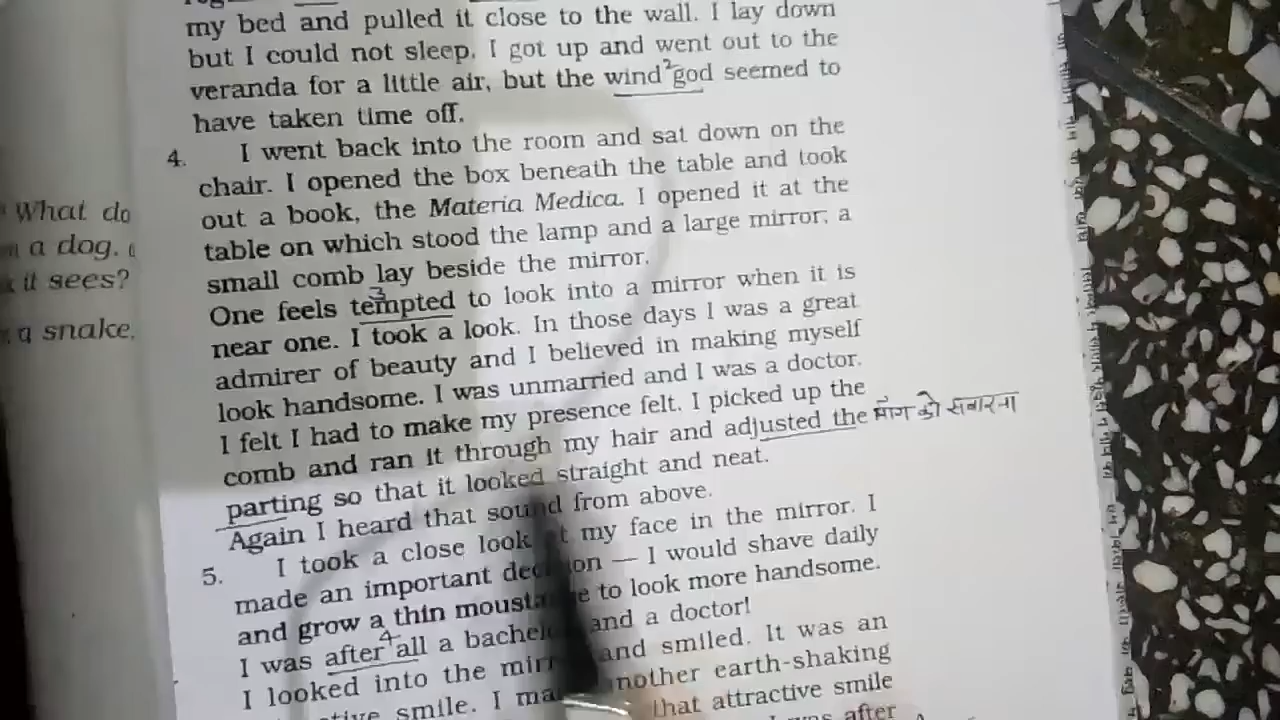 my bed and pulled it close to the wall. I lay down
but I could not sleep. I got up and went out to the
veranda for a little air, but the wind 2 god seemed to
have taken time off.
4. I went back into the room and sat down on the
chair. I opened the box beneath the table and took
out a book, the Materia Medica. I opened it at the
table on which stood the lamp and a large mirror; a
small comb lay beside the mirror.
One feels tempted 3 to look into a mirror when it is
near one. I took a look. In those days I was a great
admirer of beauty and I believed in making myself
look handsome. I was unmarried and I was a doctor.
I felt I had to make my presence felt. I picked up the
comb and ran it through my hair and adjusted the माँग को संवारना
parting so that it looked straight and neat.
Again I heard that sound from above.
5. I took a close look at my face in the mirror. I
made an important decision — I would shave daily
and grow a thin moustache to look more handsome.
I was after 4 all a bachelor and a doctor!
I looked into the mirror and smiled. It was an
smile. I made another earth-shaking
that attractive smile
after
What do
a dog.
it sees?
a snake.